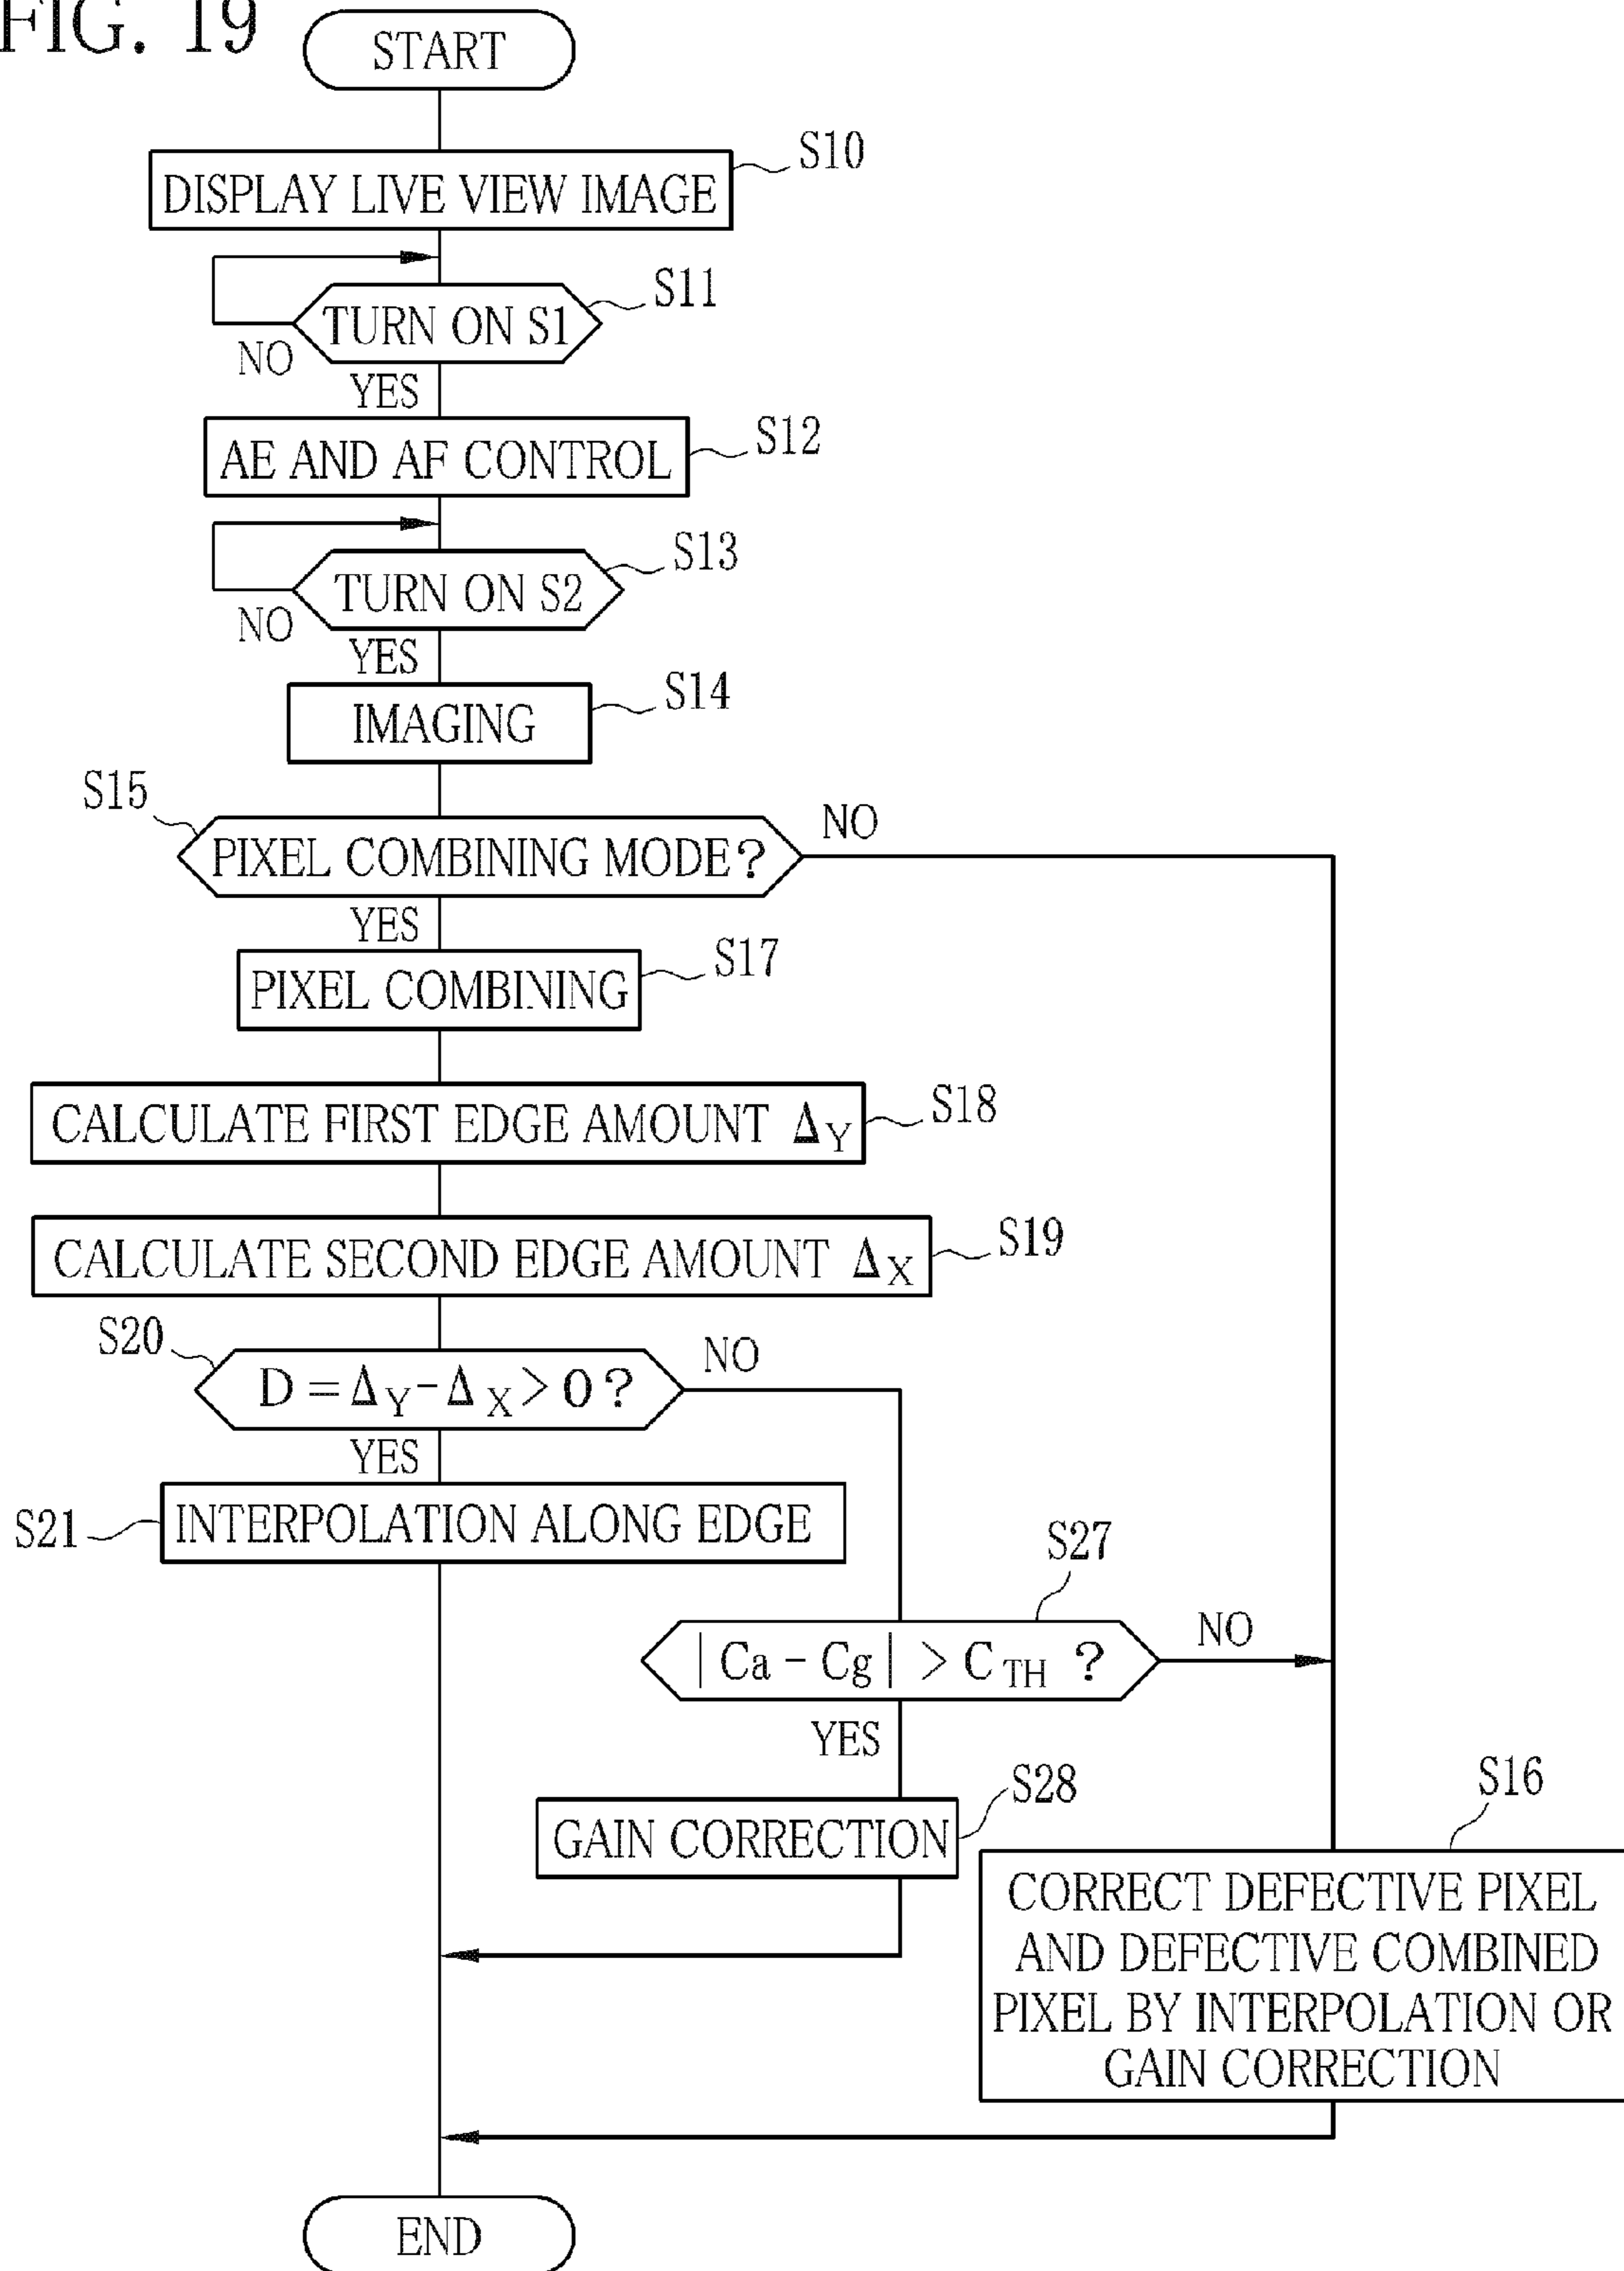 FIG. 19
START
S10
DISPLAY LIVE VIEW IMAGE
S11
TURN ON S1
NO
YES
S12
AE AND AF CONTROL
S13
TURN ON S2
NO
YES
S14
IMAGING
S15
PIXEL COMBINING MODE?
NO
YES
S17
PIXEL COMBINING
S18
CALCULATE FIRST EDGE AMOUNT ΔY
S19
CALCULATE SECOND EDGE AMOUNT ΔX
S20
D = ΔY - ΔX > 0 ?
NO
YES
S21
INTERPOLATION ALONG EDGE
S27
| Ca - Cg | > CTH ?
NO
YES
S28
GAIN CORRECTION
S16
CORRECT DEFECTIVE PIXEL
AND DEFECTIVE COMBINED
PIXEL BY INTERPOLATION OR
GAIN CORRECTION
END